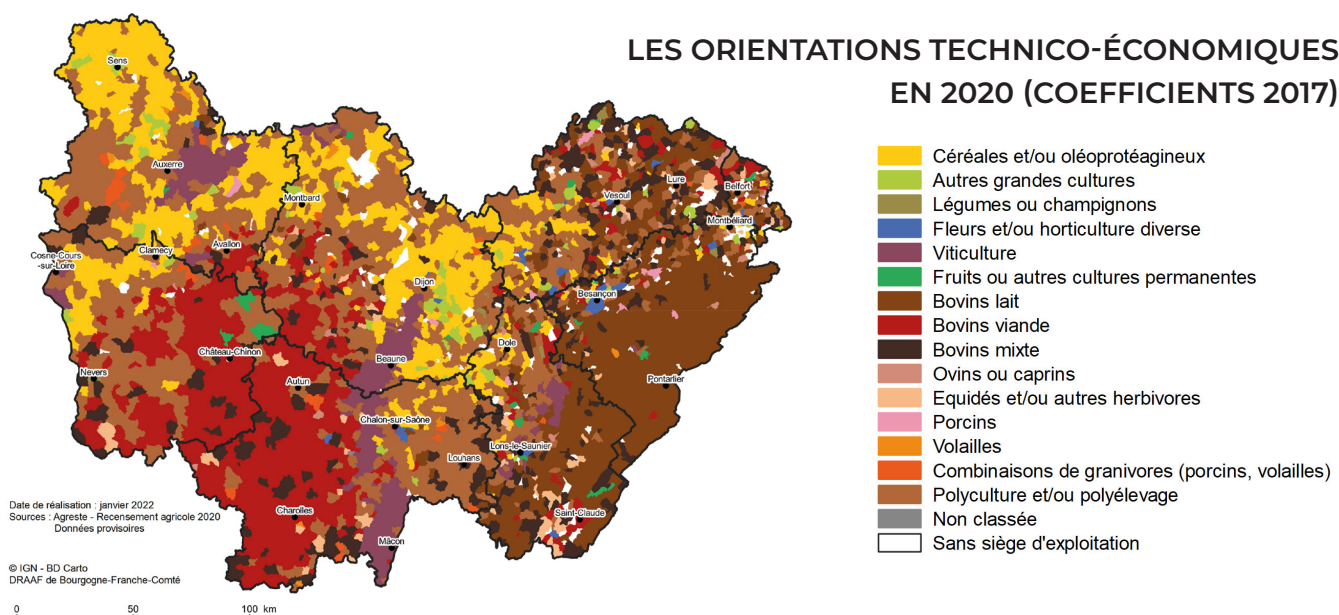 LES ORIENTATIONS TECHNICO-ÉCONOMIQUES
EN 2020 (COEFFICIENTS 2017)
Sens
Auxerre
Montbard
Avallon
Clamecy
Cosne-Cours
-sur-Loire
Nevers
Château-Chinon
Autun
Dijon
Beaune
Chalon-sur-Saône
Louhans
Charolles
Mâcon
Vesoul
Lure
Belfort
Montbéliard
Besançon
Dole
Pontarlier
Lons-le-Saunier
Saint-Claude
Céréales et/ou oléoprotéagineux
Autres grandes cultures
Légumes ou champignons
Fleurs et/ou horticulture diverse
Viticulture
Fruits ou autres cultures permanentes
Bovins lait
Bovins viande
Bovins mixte
Ovins ou caprins
Equidés et/ou autres herbivores
Porcins
Volailles
Combinaisons de granivores (porcins, volailles)
Polyculture et/ou polyélevage
Non classée
Sans siège d'exploitation
Date de réalisation : janvier 2022
Sources : Agreste - Recensement agricole 2020
Données provisoires
© IGN - BD Carto
DRAAF de Bourgogne-Franche-Comté
0 50 100 km